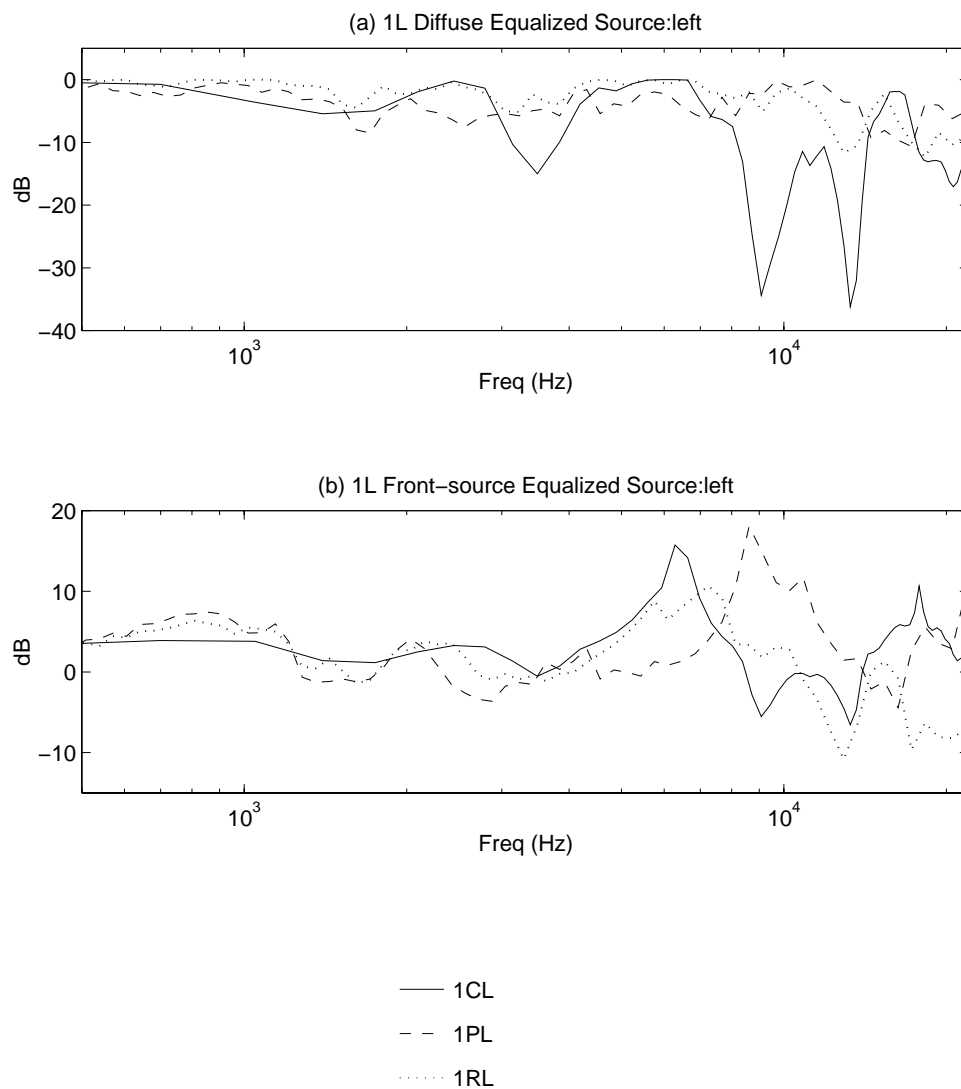 (a) 1L Diffuse Equalized Source:left
0
−10
−20
−30
−40
dB
10³
10⁴
Freq (Hz)
(b) 1L Front−source Equalized Source:left
20
10
0
−10
dB
10³
10⁴
Freq (Hz)
1CL
1PL
1RL